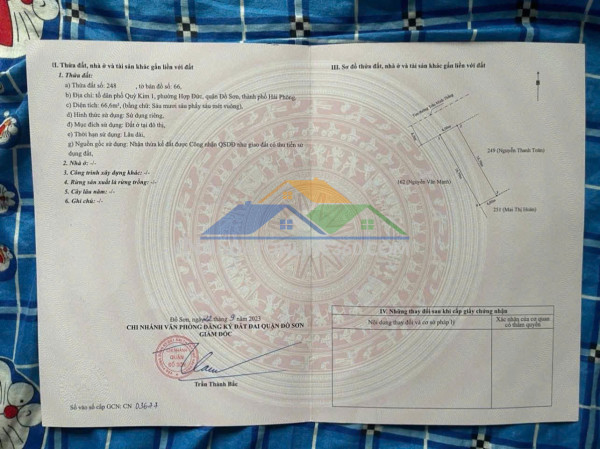 II. Thửa đất, nhà ở và tài sản khác gắn liền với đất
1. Thửa đất:
a) Thửa đất số: 248 , tờ bản đồ số: 66,
b) Địa chỉ: tổ dân phố Quý Kim 1, phường Hợp Đức, quận Đồ Sơn, thành phố Hải Phòng,
c) Diện tích: 66,6m², (bằng chữ: Sáu mươi sáu phẩy sáu mét vuông),
d) Hình thức sử dụng: Sử dụng riêng,
đ) Mục đích sử dụng: Đất ở tại đô thị,
e) Thời hạn sử dụng: Lâu dài,
g) Nguồn gốc sử dụng: Nhận thừa kế đất được Công nhận QSDĐ như giao đất có thu tiền sử
dụng đất,
2. Nhà ở: -/-
3. Công trình xây dựng khác: -/-
4. Rừng sản xuất là rừng trồng: -/-
5. Cây lâu năm: -/-
6. Ghi chú: -/-
Đồ Sơn, ngày tháng 9 năm 2023
CHI NHÁNH VĂN PHÒNG ĐĂNG KÝ ĐẤT ĐAI QUẬN ĐỒ SƠN
GIÁM ĐỐC
QUẬN
ĐỒ SƠN
Trần Thành Bắc
Số vào sổ cấp GCN: CN
III. Sơ đồ thửa đất, nhà ở và tài sản khác gắn liền với đất
249 (Nguyễn Thanh Toàn)
182 (Nguyễn Văn Mạnh)
251 (Mai Thị Hoàn)
IV. Những thay đổi sau khi cấp giấy chứng nhận
Nội dung thay đổi và cơ sở pháp lý
Xác nhận của cơ quan
có thẩm quyền